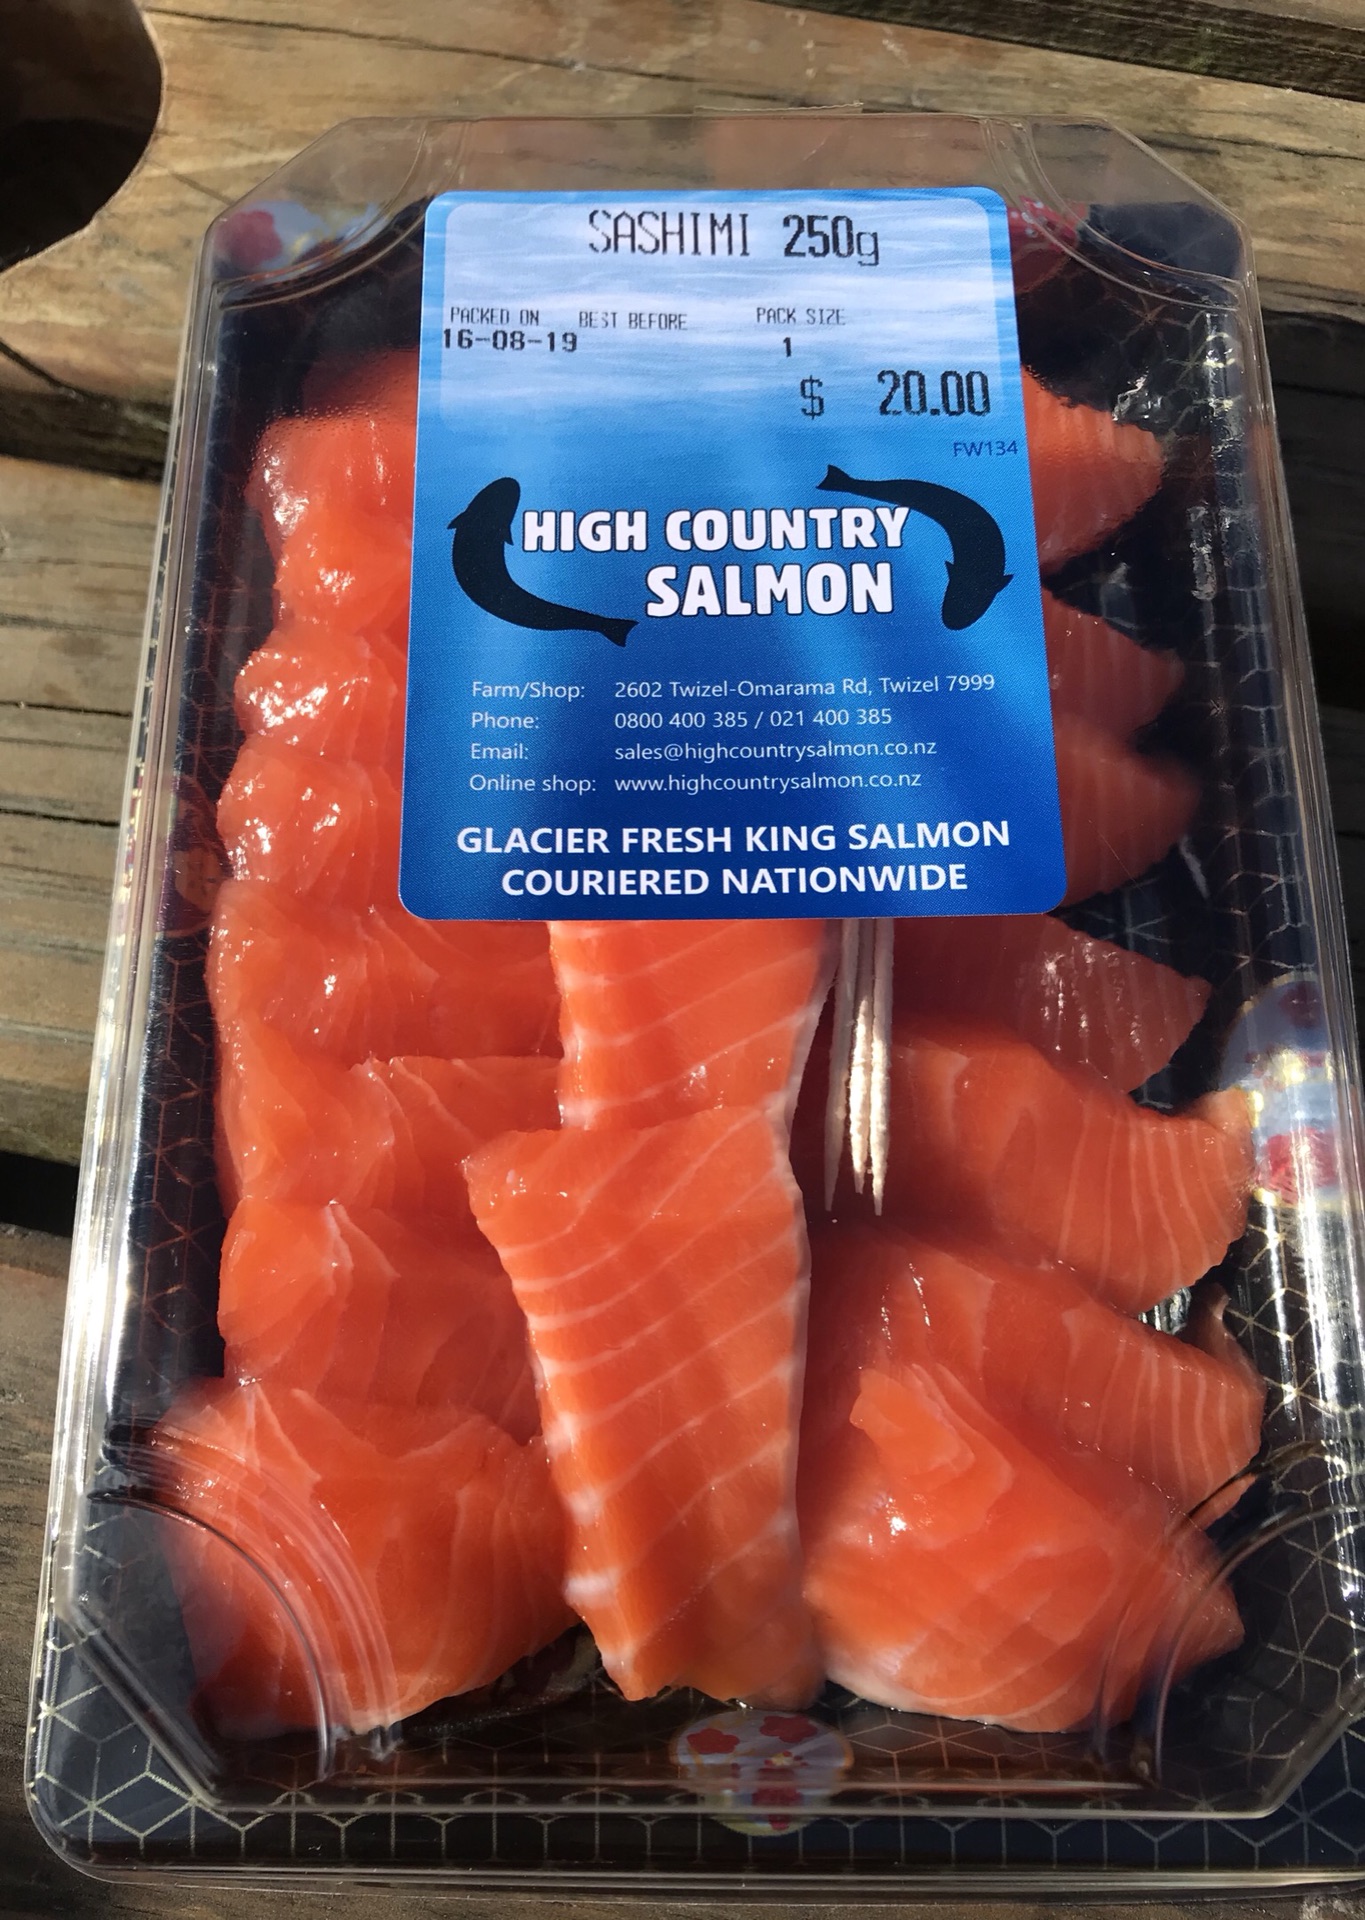 SASHIMI 250g
PACKED ON BEST BEFORE PACK SIZE
16-08-19 1
$ 20.00
FW134
HIGH COUNTRY
SALMON
Farm/Shop: 2602 Twizel-Omarama Rd, Twizel 7999
Phone: 0800 400 385 / 021 400 385
Email: sales@highcountrysalmon.co.nz
Online shop: www.highcountrysalmon.co.nz
GLACIER FRESH KING SALMON
COURIERED NATIONWIDE